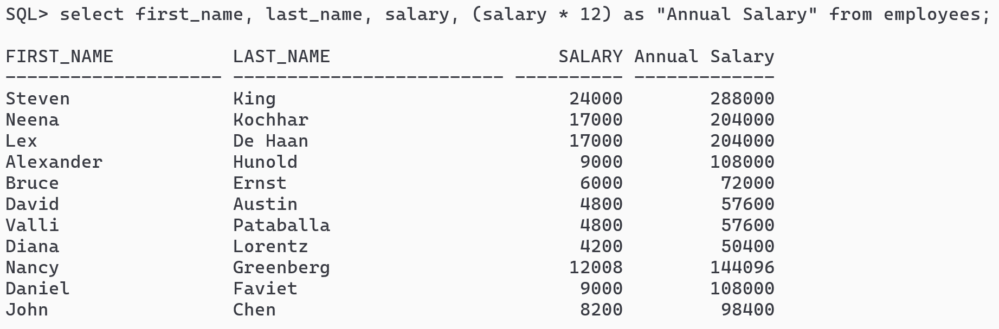 SQL> select first_name, last_name, salary, (salary * 12) as "Annual Salary" from employees;
FIRST_NAME           LAST_NAME                     SALARY Annual Salary
-------------------- ------------------------- ---------- -------------
Steven               King                           24000        288000
Neena                Kochhar                        17000        204000
Lex                  De Haan                        17000        204000
Alexander            Hunold                          9000        108000
Bruce                Ernst                           6000         72000
David                Austin                          4800         57600
Valli                Pataballa                       4800         57600
Diana                Lorentz                         4200         50400
Nancy                Greenberg                      12008        144096
Daniel               Faviet                          9000        108000
John                 Chen                            8200         98400